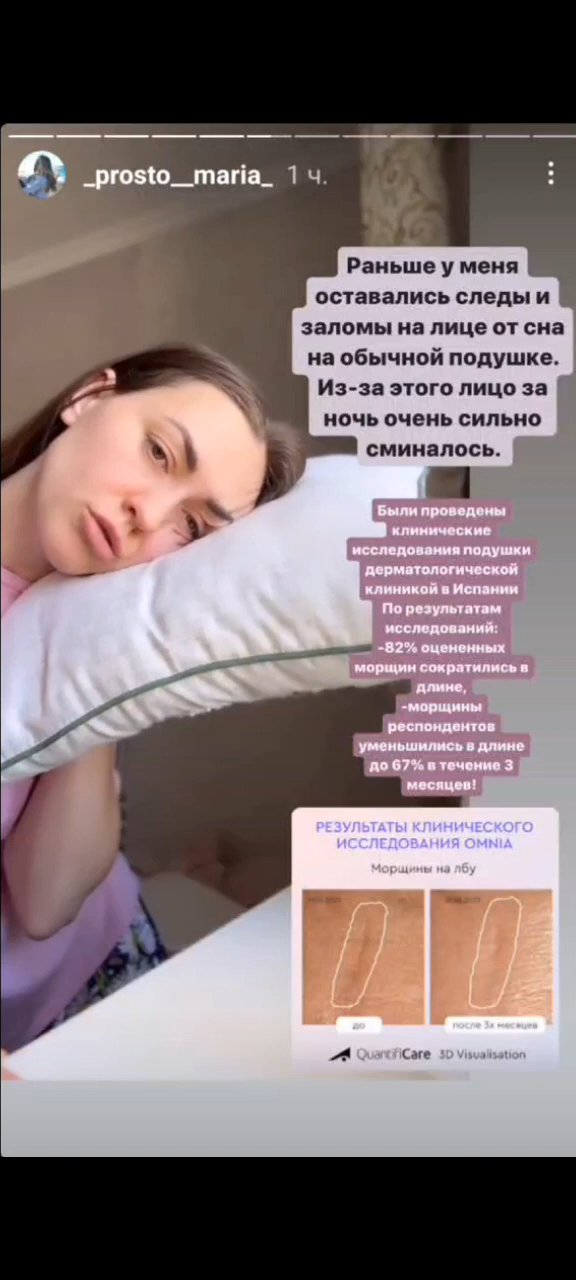 _prosto__maria_ 1 ч.
Раньше у меня
оставались следы и
заломы на лице от сна
на обычной подушке.
Из-за этого лицо за
ночь очень сильно
сминалось.
Были проведены
клинические
исследования подушки
дерматологической
клиникой в Испании
По результатам
исследований:
-82% оцененных
морщин сократились в
длине,
-морщины
респондентов
уменьшились в длине
до 67% в течение 3
месяцев!
РЕЗУЛЬТАТЫ КЛИНИЧЕСКОГО
ИССЛЕДОВАНИЯ OMNIA
Морщины на лбу
до
после 3х месяцев
QuantifiCare 3D Visualisation